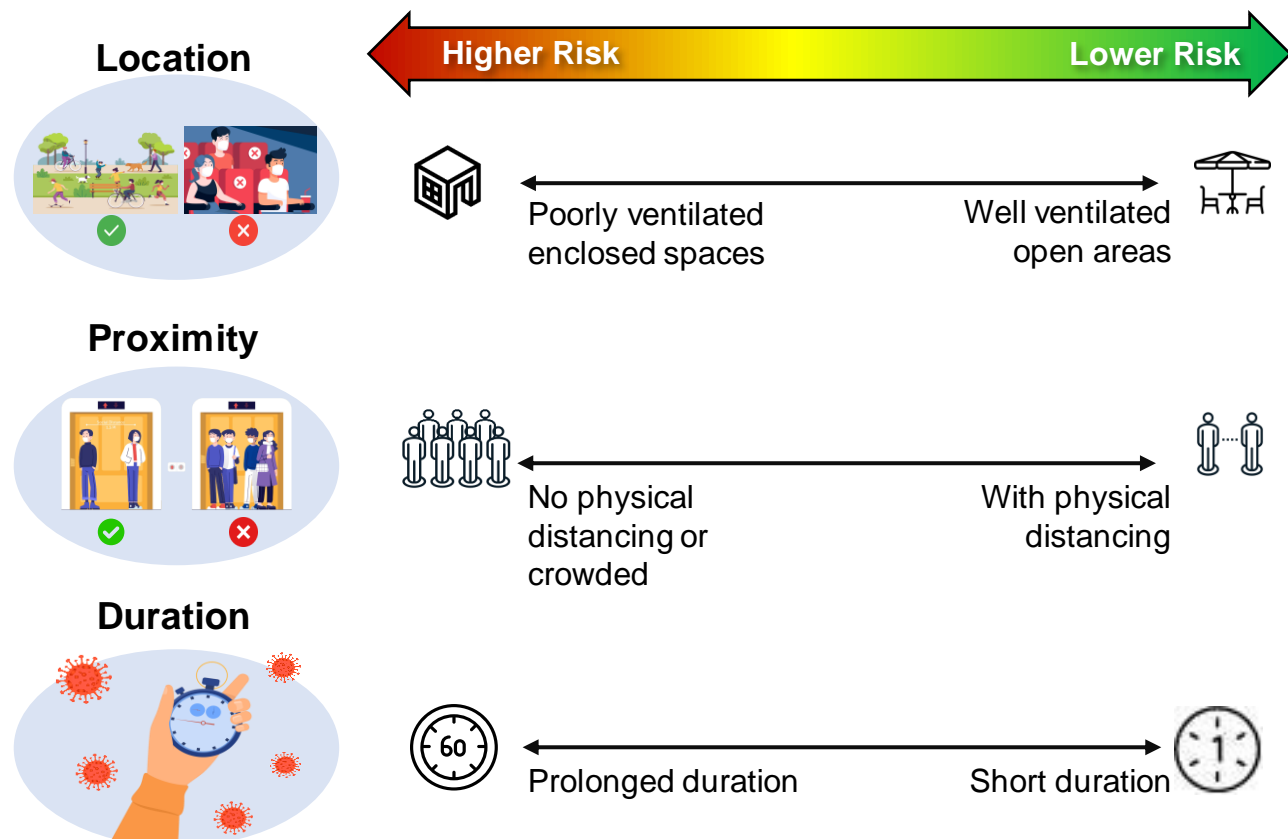 Location
Higher Risk
Lower Risk
Poorly ventilated
enclosed spaces
Well ventilated
open areas
Proximity
No physical
distancing or
crowded
With physical
distancing
Duration
60
Prolonged duration
1
Short duration